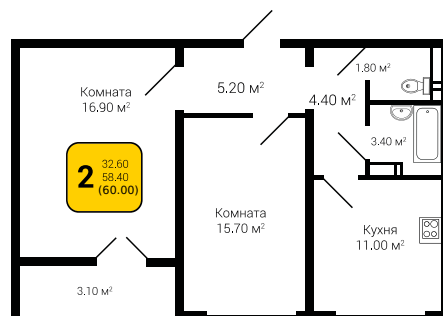 Комната
16.90 м²
5.20 м²
1.80 м²
4.40 м²
3.40 м²
2
32.60
58.40
(60.00)
Комната
15.70 м²
Кухня
11.00 м²
3.10 м²